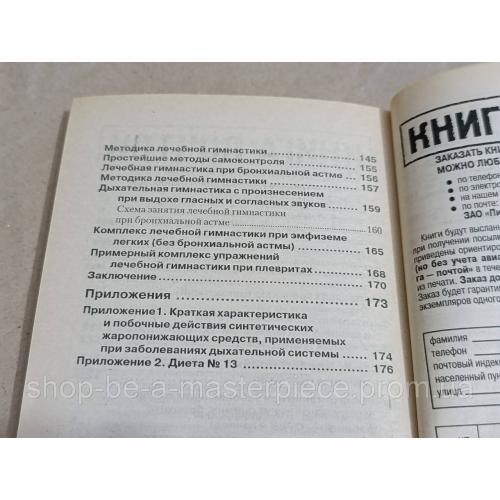 Методика лечебной гимнастики 145
Простейшие методы самоконтроля 155
Лечебная гимнастика при бронхиальной астме 156
Методика лечебной гимнастики 157
Дыхательная гимнастика с произнесением
при выдохе гласных и согласных звуков 159
Схема занятия лечебной гимнастики
при бронхиальной астме 160
Комплекс лечебной гимнастики при эмфиземе
легких (без бронхиальной астмы) 165
Примерный комплекс упражнений
лечебной гимнастики при плевритах 168
Заключение 170
Приложения 173
Приложение 1. Краткая характеристика
и побочные действия синтетических
жаропонижающих средств, применяемых
при заболеваниях дыхательной системы 174
Приложение 2. Диета № 13 176
КНИГ
ЗАКАЗАТЬ КНИ
МОЖНО ЛЮБ
по телефо
по электро
на нашем
по почте:
ЗАО «Пи
Книги будут выслан
при получении посыл
приведены ориентиро
(но без учета ави
га — почтой» в тече
из печати. Заказ до
Заказ будет гаранти
экземпляров одного
фамилия
телефон
почтовый индекс
населенный пун
улица
shop-be-a-masterpiece.prom.ua